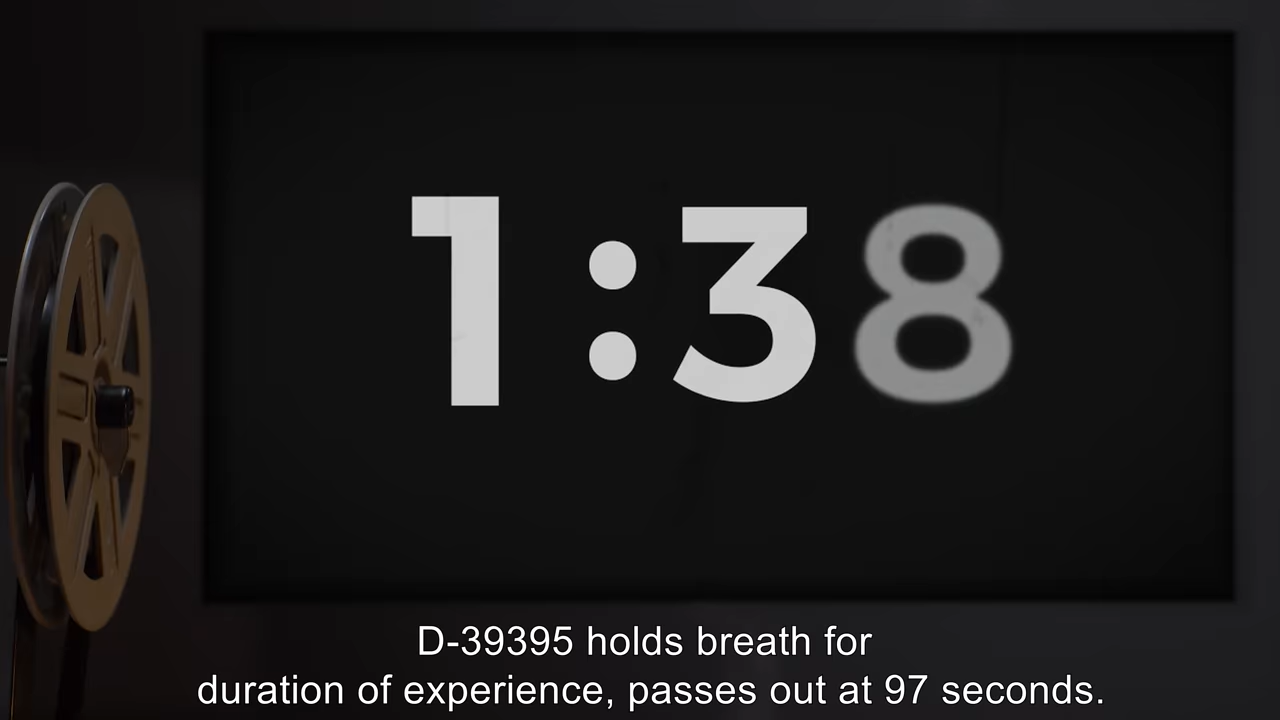 1:38
D-39395 holds breath for
duration of experience, passes out at 97 seconds.